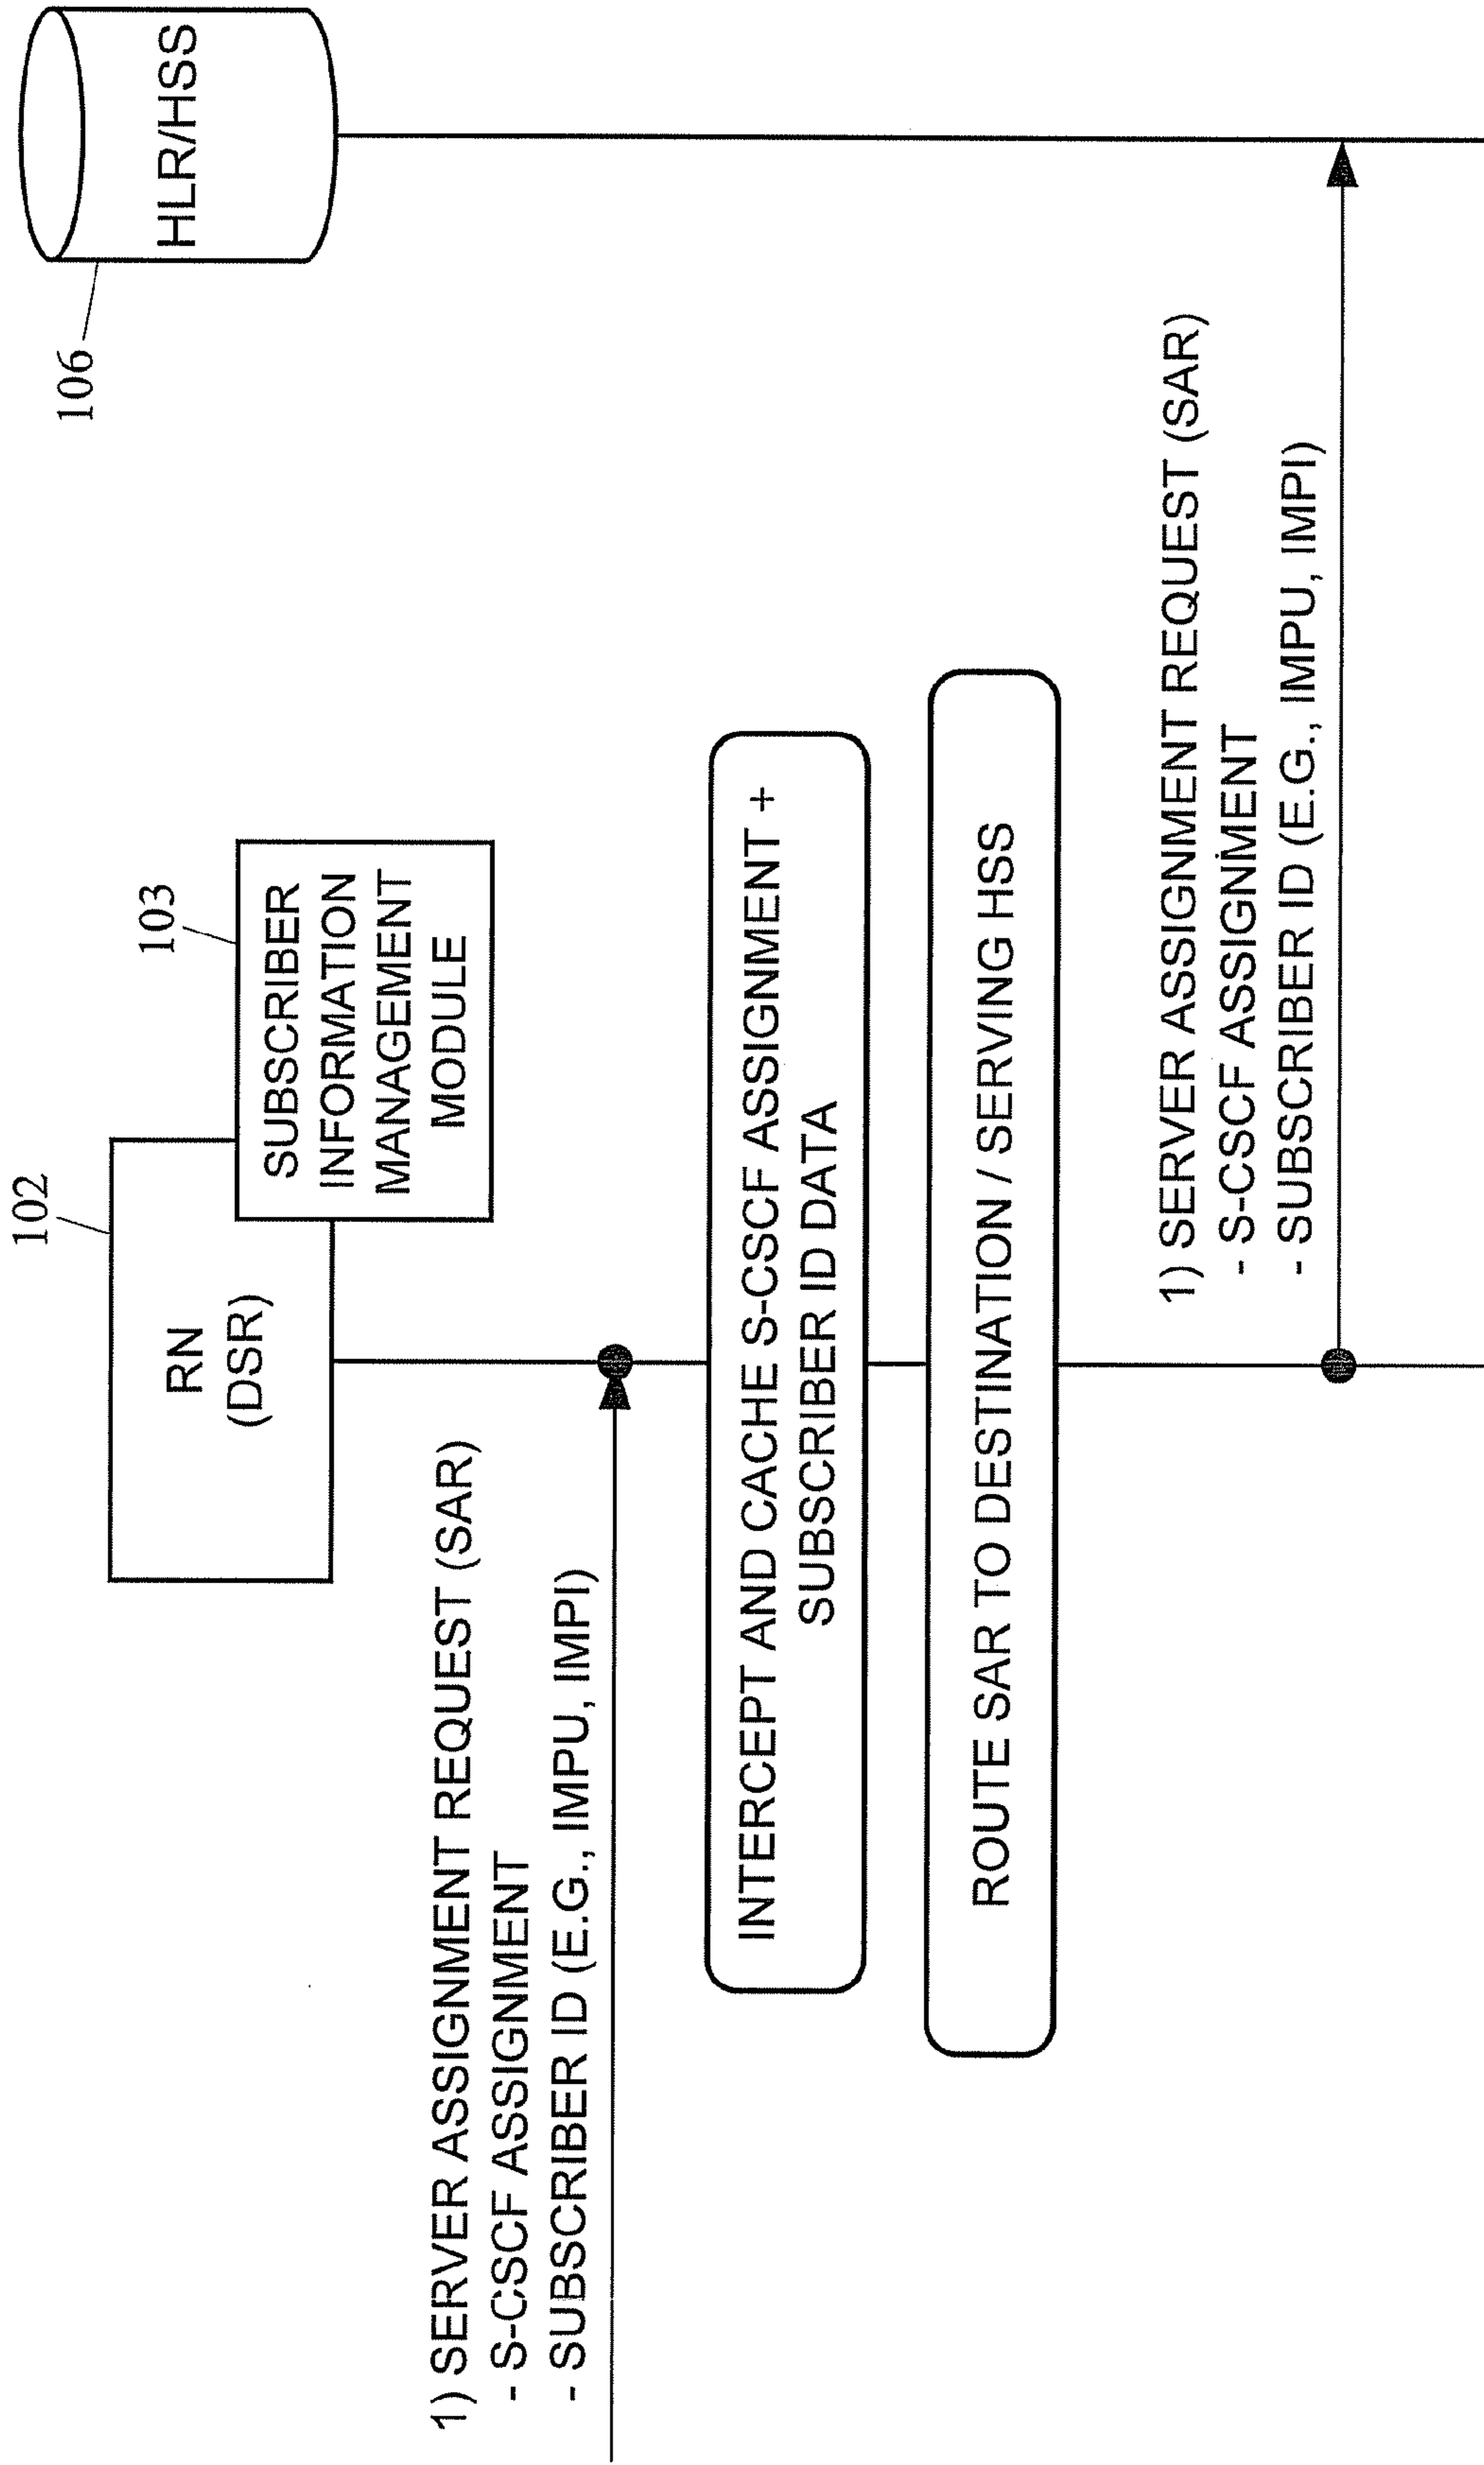 102
RN
(DSR)
103
SUBSCRIBER
INFORMATION
MANAGEMENT
MODULE
106
HLR/HSS
1) SERVER ASSIGNMENT REQUEST (SAR)
- S-CSCF ASSIGNMENT
- SUBSCRIBER ID (E.G., IMPU, IMPI)
INTERCEPT AND CACHE S-CSCF ASSIGNMENT +
SUBSCRIBER ID DATA
ROUTE SAR TO DESTINATION / SERVING HSS
1) SERVER ASSIGNMENT REQUEST (SAR)
- S-CSCF ASSIGNMENT
- SUBSCRIBER ID (E.G., IMPU, IMPI)